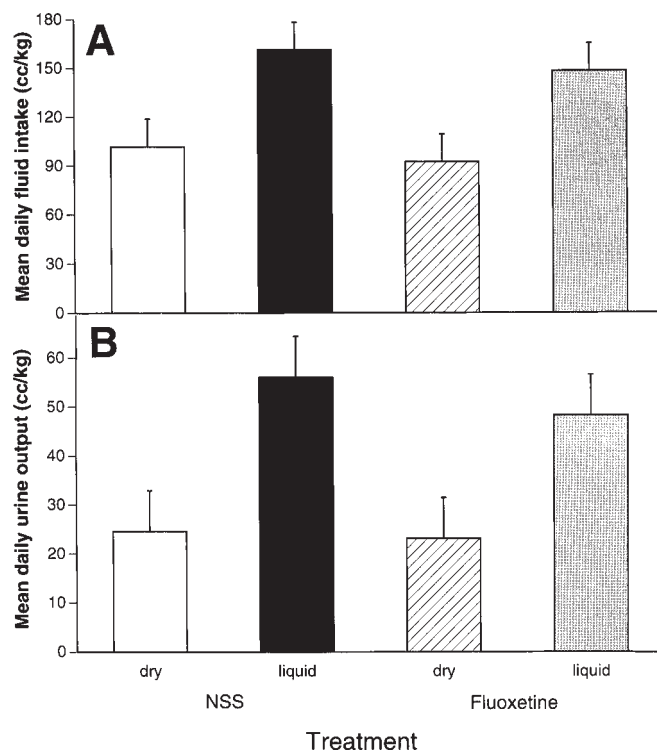 A
Mean daily fluid intake (cc/kg)
180
150
120
90
60
30
0
B
Mean daily urine output (cc/kg)
60
50
40
30
20
10
0
dry liquid dry liquid
NSS Fluoxetine
Treatment